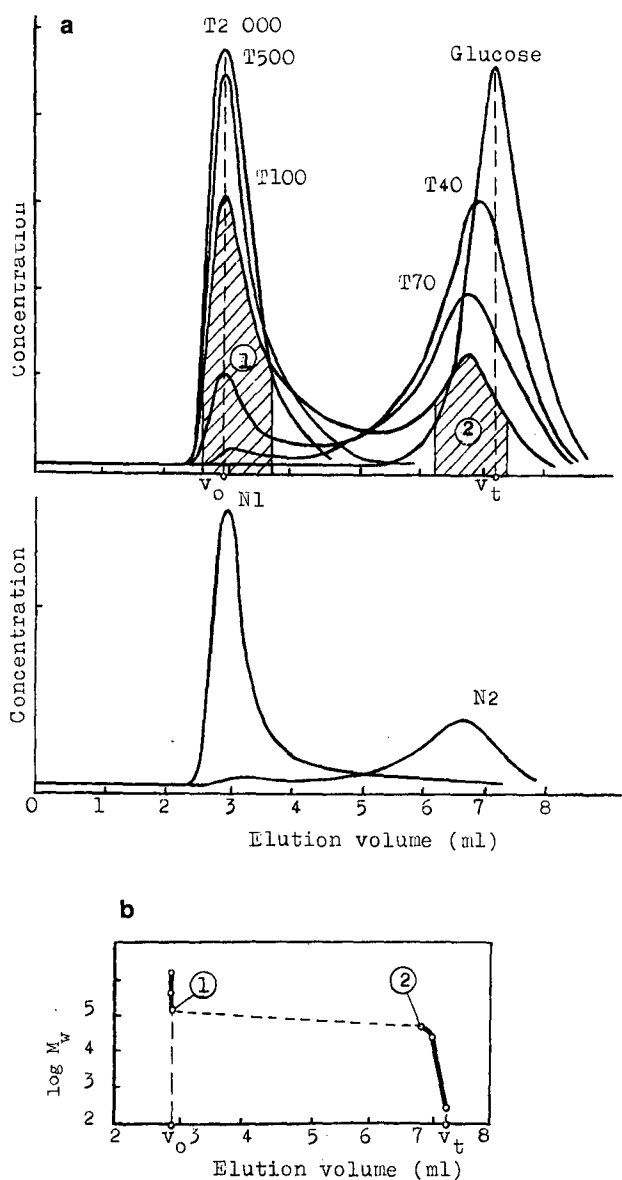 a
T2 000
T500
Glucose
T100
T40
T70
1
2
Concentration
Vo
Vt
N1
N2
Concentration
0 1 2 3 4 5 6 7 8
Elution volume (ml)
b
1
2
log Mw
5
4
3
2
2 Vo 3 4 5 6 7 Vt 8
Elution volume (ml)